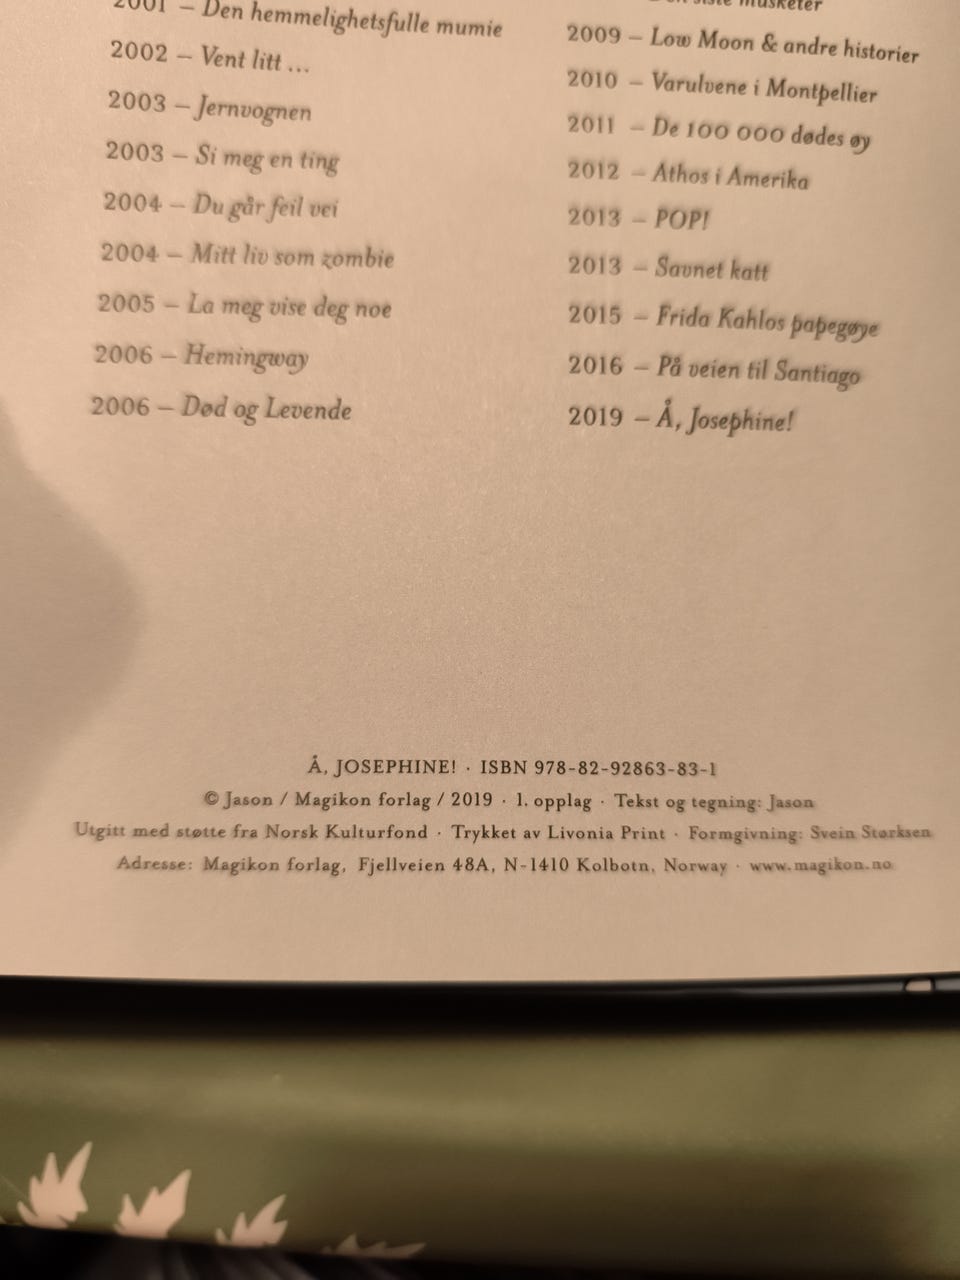 2001 – Den hemmelighetsfulle mumie
2002 – Vent litt ...
2003 – Jernvognen
2003 – Si meg en ting
2004 – Du går feil vei
2004 – Mitt liv som zombie
2005 – La meg vise deg noe
2006 – Hemingway
2006 – Død og Levende
siste musketer
2009 – Low Moon & andre historier
2010 – Varulvene i Montpellier
2011 – De 100 000 dødes øy
2012 – Athos i Amerika
2013 – POP!
2013 – Savnet katt
2015 – Frida Kahlos papegøye
2016 – På veien til Santiago
2019 – Å, Josephine!
Å, JOSEPHINE! · ISBN 978-82-92863-83-1
© Jason / Magikon forlag / 2019 · 1. opplag · Tekst og tegning: Jason
Utgitt med støtte fra Norsk Kulturfond · Trykket av Livonia Print · Formgivning: Svein Størksen
Adresse: Magikon forlag, Fjellveien 48A, N-1410 Kolbotn, Norway · www.magikon.no